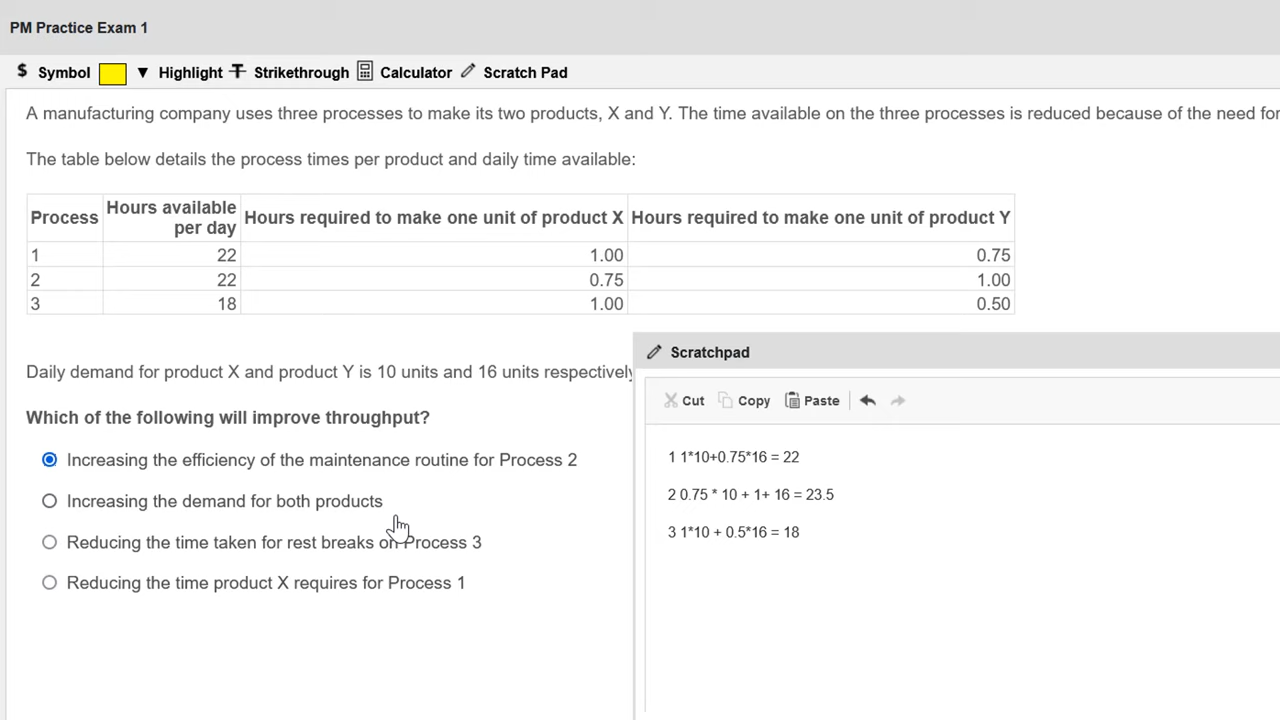 PM Practice Exam 1
$ Symbol ▼ Highlight T Strikethrough Calculator Scratch Pad
A manufacturing company uses three processes to make its two products, X and Y. The time available on the three processes is reduced because of the need for
The table below details the process times per product and daily time available:
Process Hours available per day Hours required to make one unit of product X Hours required to make one unit of product Y
1 22 1.00 0.75
2 22 0.75 1.00
3 18 1.00 0.50
Daily demand for product X and product Y is 10 units and 16 units respectively
Which of the following will improve throughput?
Increasing the efficiency of the maintenance routine for Process 2
Increasing the demand for both products
Reducing the time taken for rest breaks on Process 3
Reducing the time product X requires for Process 1
Scratchpad
Cut Copy Paste
1 1*10+0.75*16 = 22
2 0.75 * 10 + 1+ 16 = 23.5
3 1*10 + 0.5*16 = 18